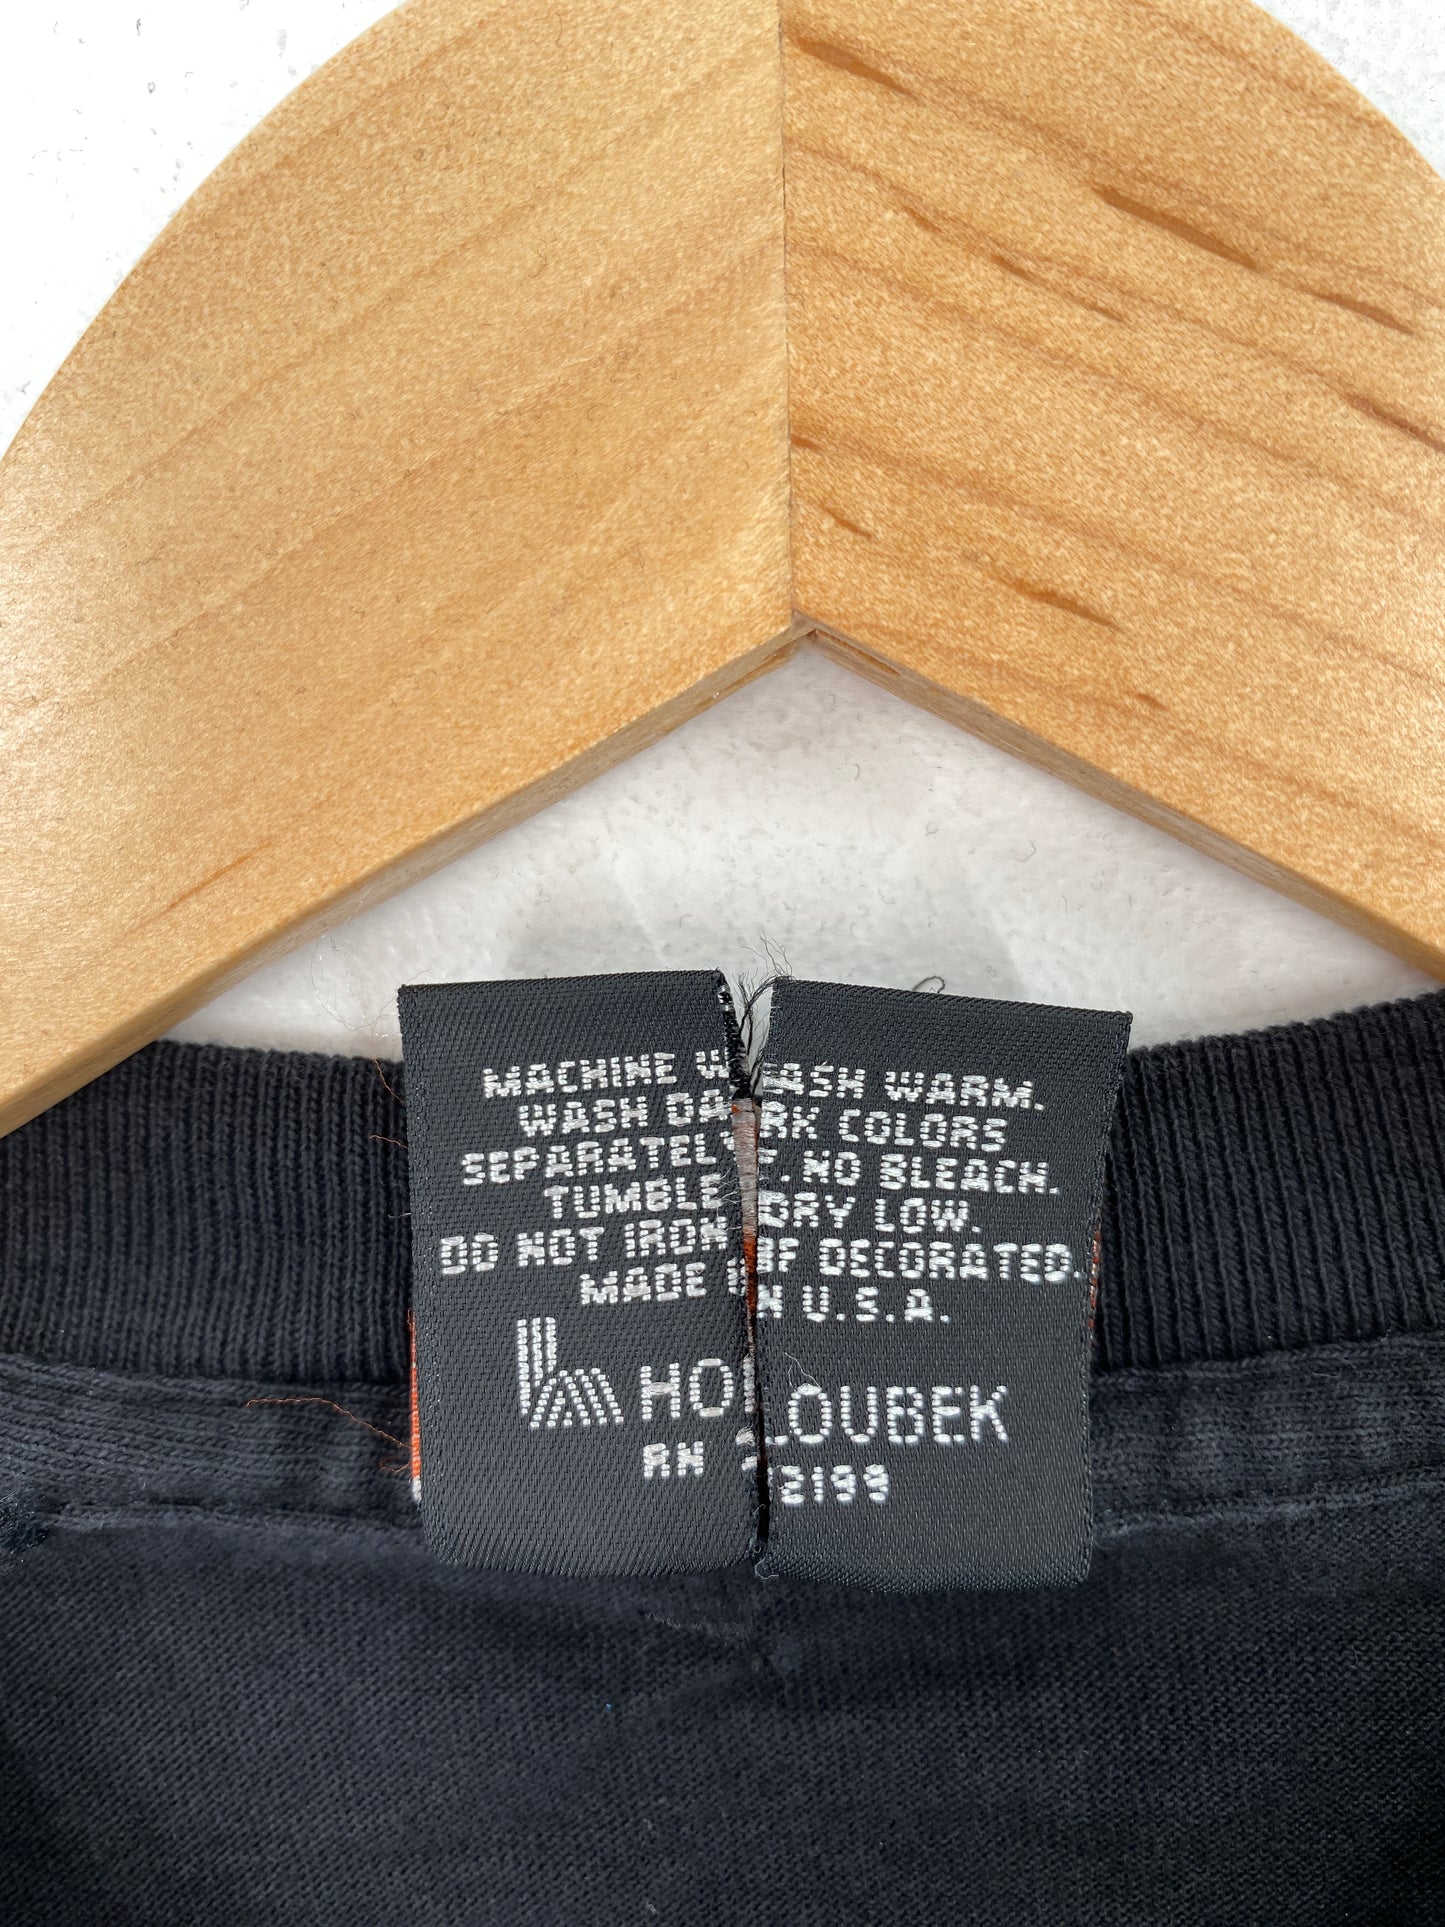 MACHINE WASH WARM.
WASH DARK COLORS
SEPARATELY. NO BLEACH.
TUMBLE DRY LOW.
DO NOT IRON IF DECORATED.
MADE IN U.S.A.
HOLOUBEK
RN